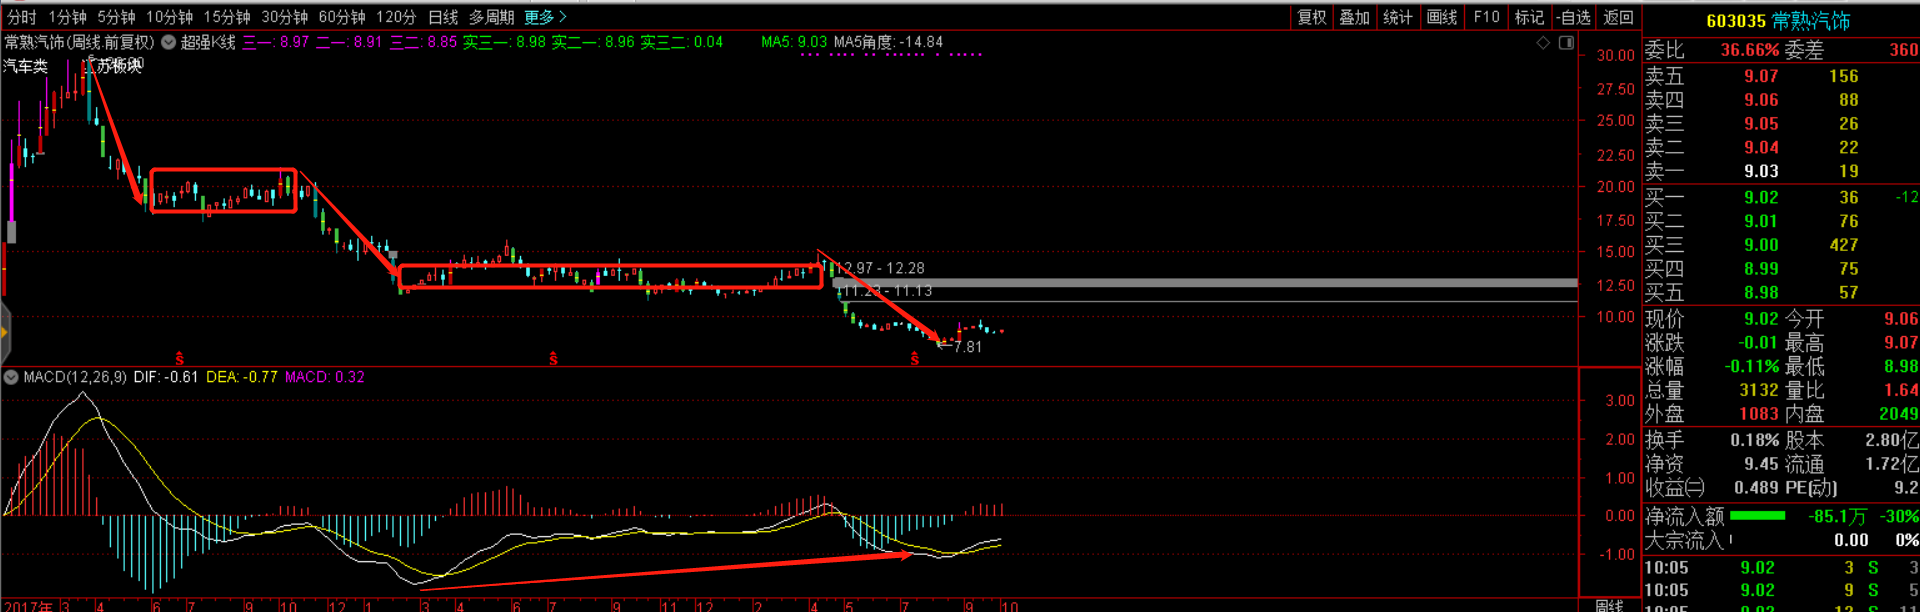 分时 1分钟 5分钟 10分钟 15分钟 30分钟 60分钟 120分 日线 多周期 更多>
复权 叠加 统计 画线 F10 标记 -自选 返回
603035 常熟汽饰
常熟汽饰(周线.前复权) 超强K线 三一: 8.97 二一: 8.91 三二: 8.85 实三一: 8.98 实二一: 8.96 实三二: 0.04 MA5: 9.03 MA5角度: -14.84
汽车类
苏板块
30.00
27.50
25.00
22.50
20.00
17.50
15.00
12.50
10.00
12.97 - 12.28
11.23 - 11.13
7.81
S S S
MACD(12,26,9) DIF: -0.61 DEA: -0.77 MACD: 0.32
3.00
2.00
1.00
0.00
-1.00
2017年 3 4 6 7 9 10 12 1 3 4 6 7 9 11 12 2 4 5 7 9 10
周线
委比 36.66% 委差 360
卖五 9.07 156
卖四 9.06 88
卖三 9.05 26
卖二 9.04 22
卖一 9.03 19
买一 9.02 36 -12
买二 9.01 76
买三 9.00 427
买四 8.99 75
买五 8.98 57
现价 9.02 今开 9.06
涨跌 -0.01 最高 9.07
涨幅 -0.11% 最低 8.98
总量 3132 量比 1.64
外盘 1083 内盘 2049
换手 0.18% 股本 2.80亿
净资 9.45 流通 1.72亿
收益㈡ 0.489 PE(动) 9.2
净流入额 -85.1万 -30%
大宗流入 0.00 0%
10:05 9.02 3 S 3
10:05 9.02 9 S 5